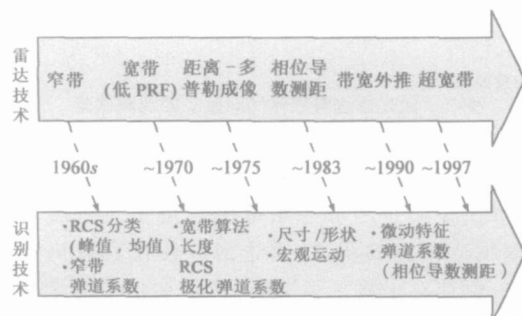 雷达技术
窄带
宽带
(低 PRF)
距离-多
普勒成像
相位导
数测距
带宽外推
超宽带
1960s
~1970
~1975
~1983
~1990
~1997
识别技术
·RCS 分类
(峰值,均值)
·窄带
弹道系数
·宽带算法
长度
RCS
极化弹道系数
·尺寸/形状
·宏观运动
·微动特征
·弹道系数
(相位导数测距)